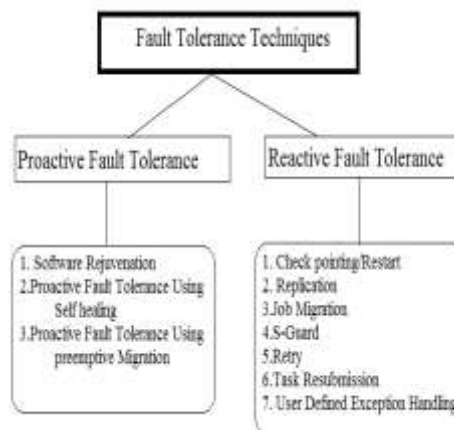 Fault Tolerance Techniques
Proactive Fault Tolerance
Reactive Fault Tolerance
1. Software Rejuvenation
2.Proactive Fault Tolerance Using
Self healing
3.Proactive Fault Tolerance Using
preemptive Migration
1. Check pointing/Restart
2. Replication
3.Job Migration
4.S-Guard
5.Retry
6.Task Resubmission
7. User Defined Exception Handling